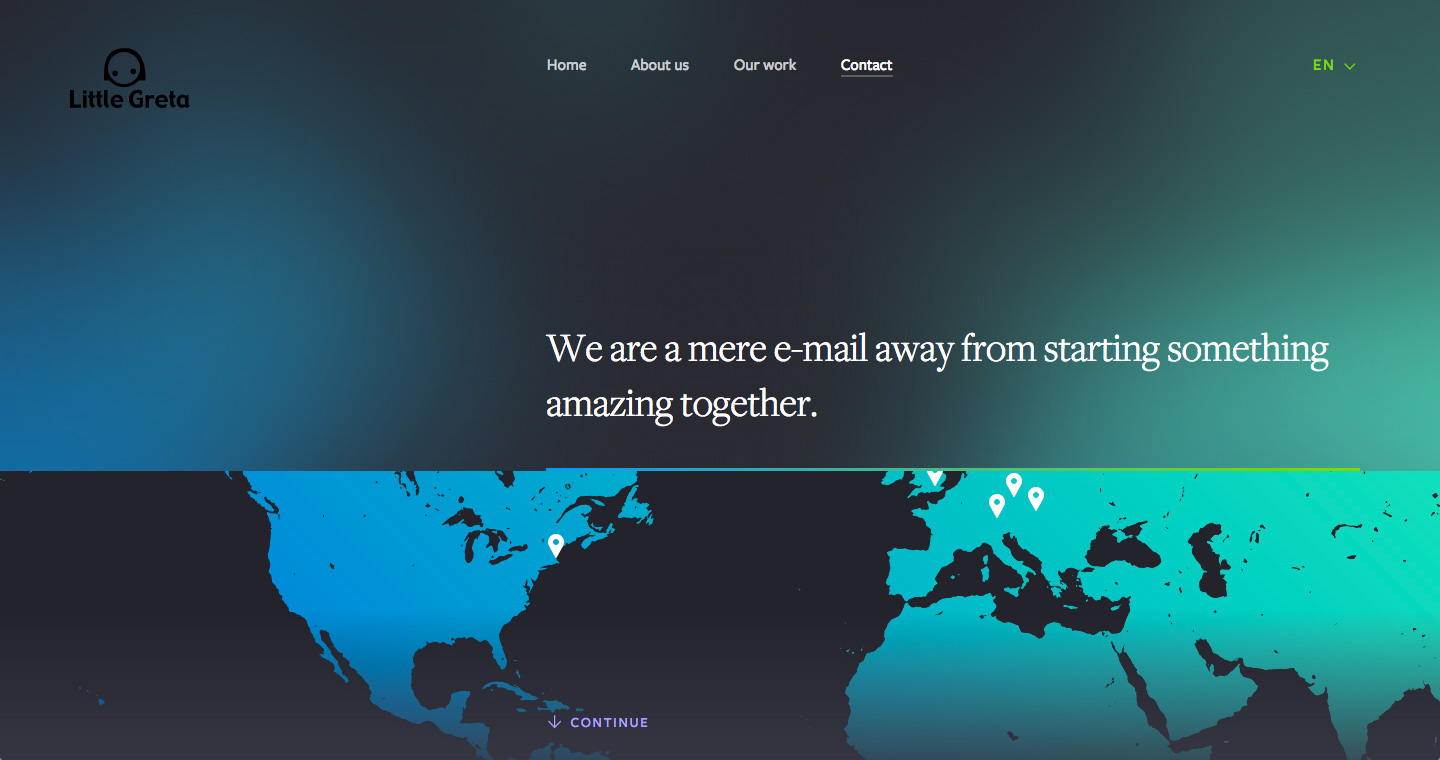 Little Greta
Home
About us
Our work
Contact
EN
We are a mere e-mail away from starting something
amazing together.
CONTINUE